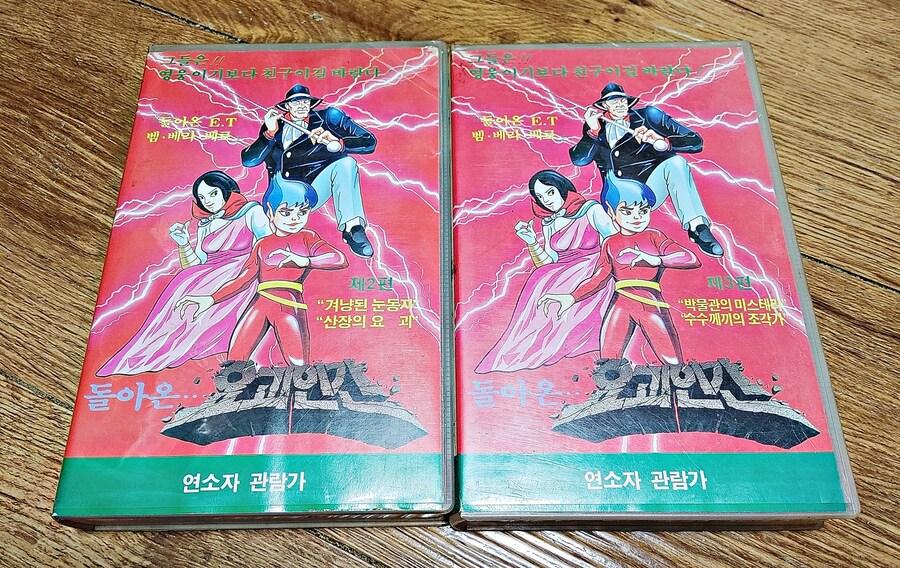 그들은!!
영웅이기보다 친구이길 바란다
돌아온 E.T
벰·베라·베로
제2편
"겨냥된 눈동자"
"산장의 요 괴"
돌아온...
요괴인간
연소자 관람가
그들은!!
영웅이기보다 친구이길 바란다
돌아온 E.T
벰·베라·베로
제3편
"박물관의 미스테리"
"수수께끼의 조각가"
돌아온...
요괴인간
연소자 관람가